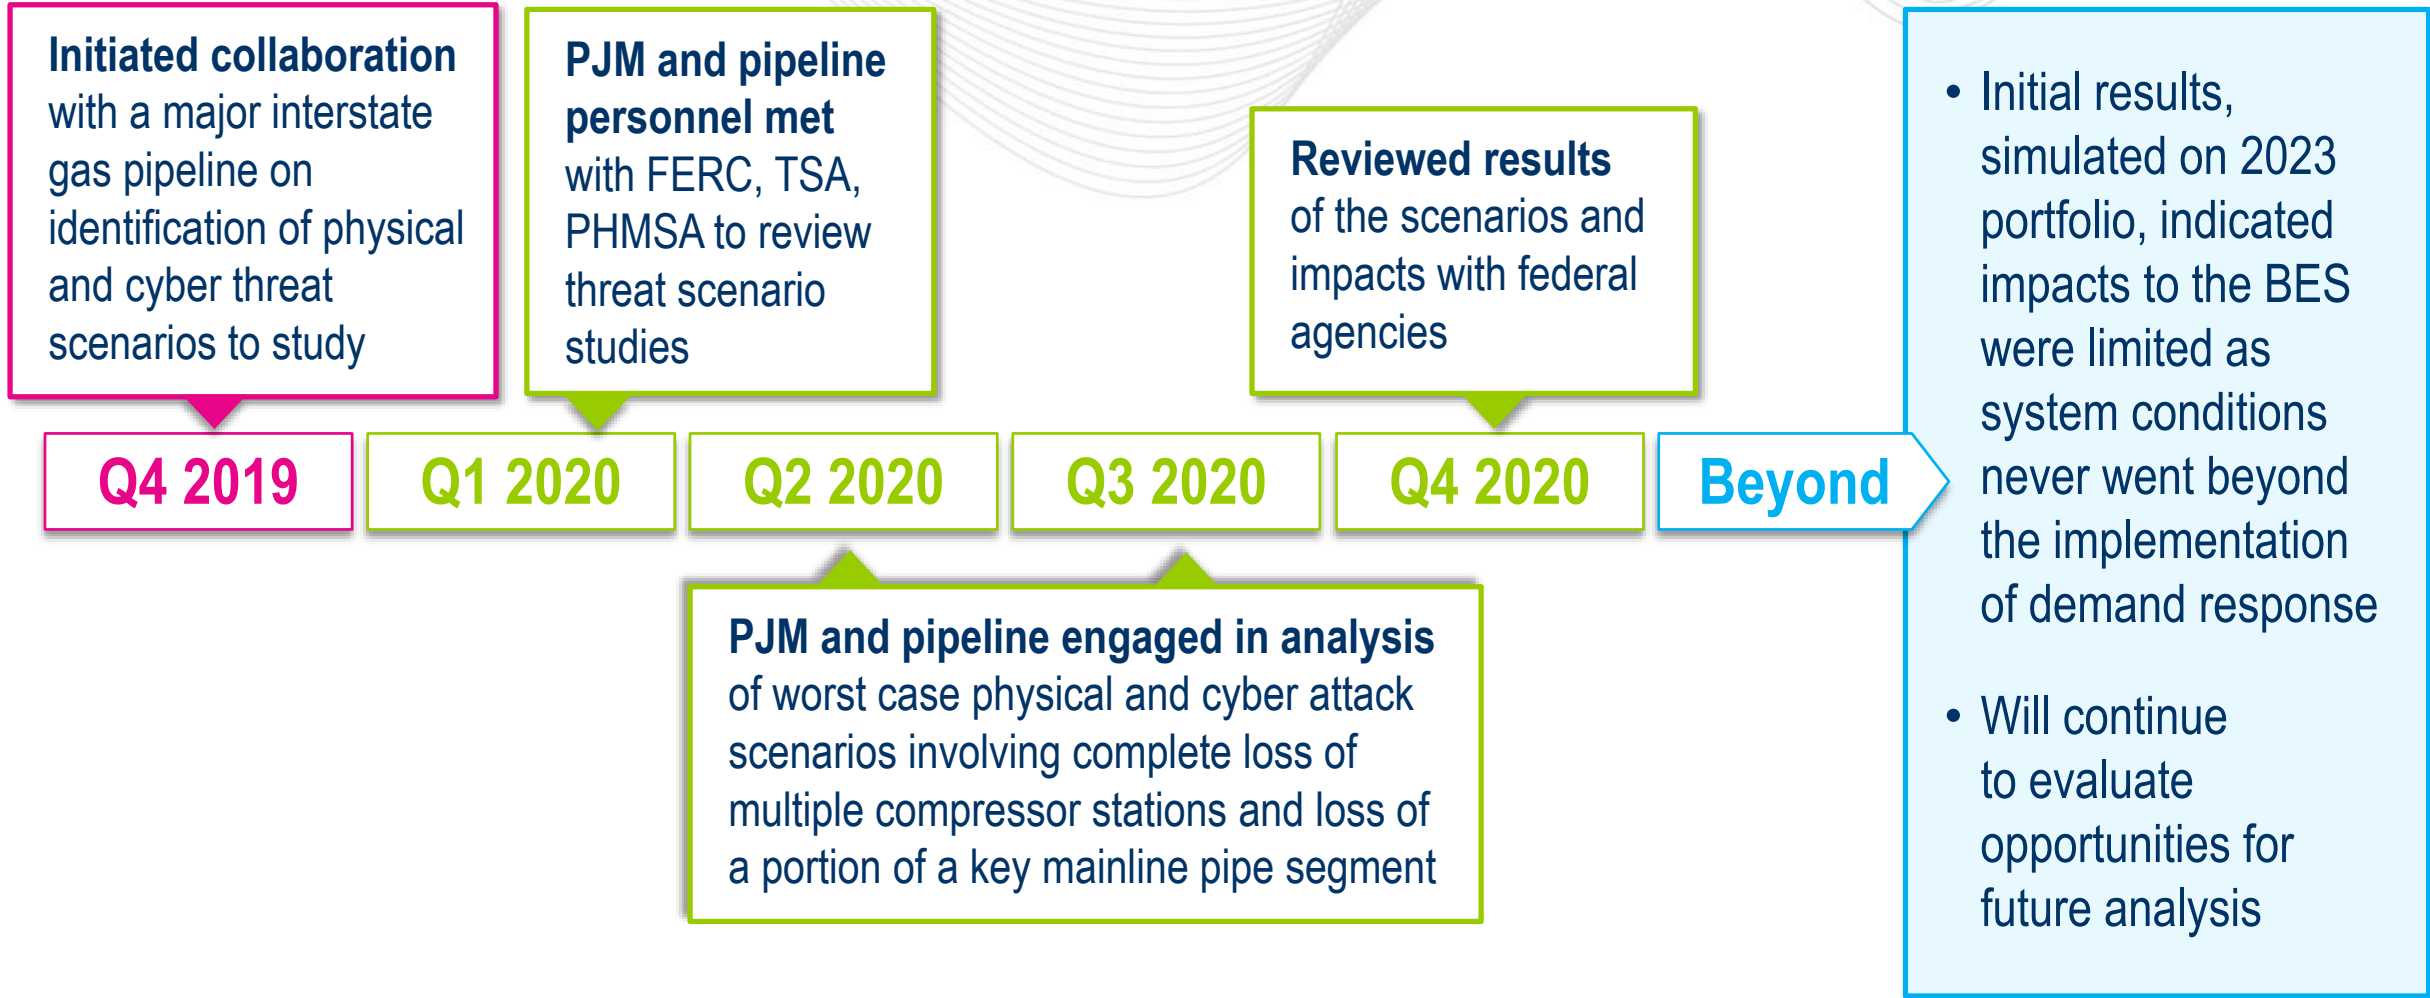 Initiated collaboration
with a major interstate
gas pipeline on
identification of physical
and cyber threat
scenarios to study
PJM and pipeline
personnel met
with FERC, TSA,
PHMSA to review
threat scenario
studies
Reviewed results
of the scenarios and
impacts with federal
agencies
Q4 2019
Q1 2020
Q2 2020
Q3 2020
Q4 2020
Beyond
PJM and pipeline engaged in analysis
of worst case physical and cyber attack
scenarios involving complete loss of
multiple compressor stations and loss of
a portion of a key mainline pipe segment
• Initial results,
simulated on 2023
portfolio, indicated
impacts to the BES
were limited as
system conditions
never went beyond
the implementation
of demand response
• Will continue
to evaluate
opportunities for
future analysis